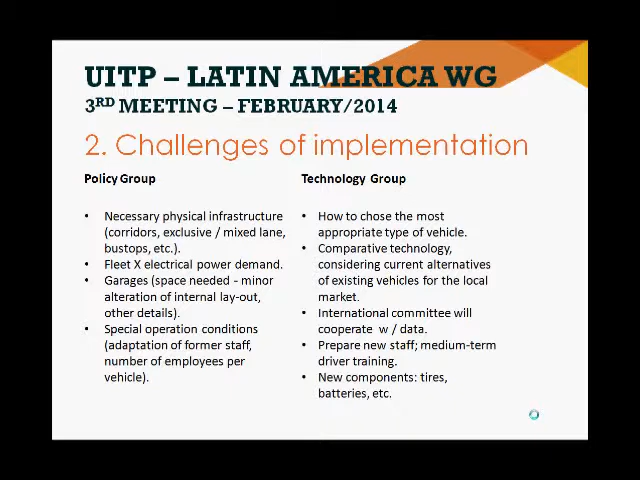 UITP – LATIN AMERICA WG
3RD MEETING – FEBRUARY/2014
2. Challenges of implementation
Policy Group
• Necessary physical infrastructure
(corridors, exclusive / mixed lane,
bustops, etc.).
• Fleet X electrical power demand.
• Garages (space needed - minor
alteration of internal lay-out,
other details).
• Special operation conditions
(adaptation of former staff,
number of employees per
vehicle).
Technology Group
• How to chose the most
appropriate type of vehicle.
• Comparative technology,
considering current alternatives
of existing vehicles for the local
market.
• International committee will
cooperate w / data.
• Prepare new staff; medium-term
driver training.
• New components: tires,
batteries, etc.